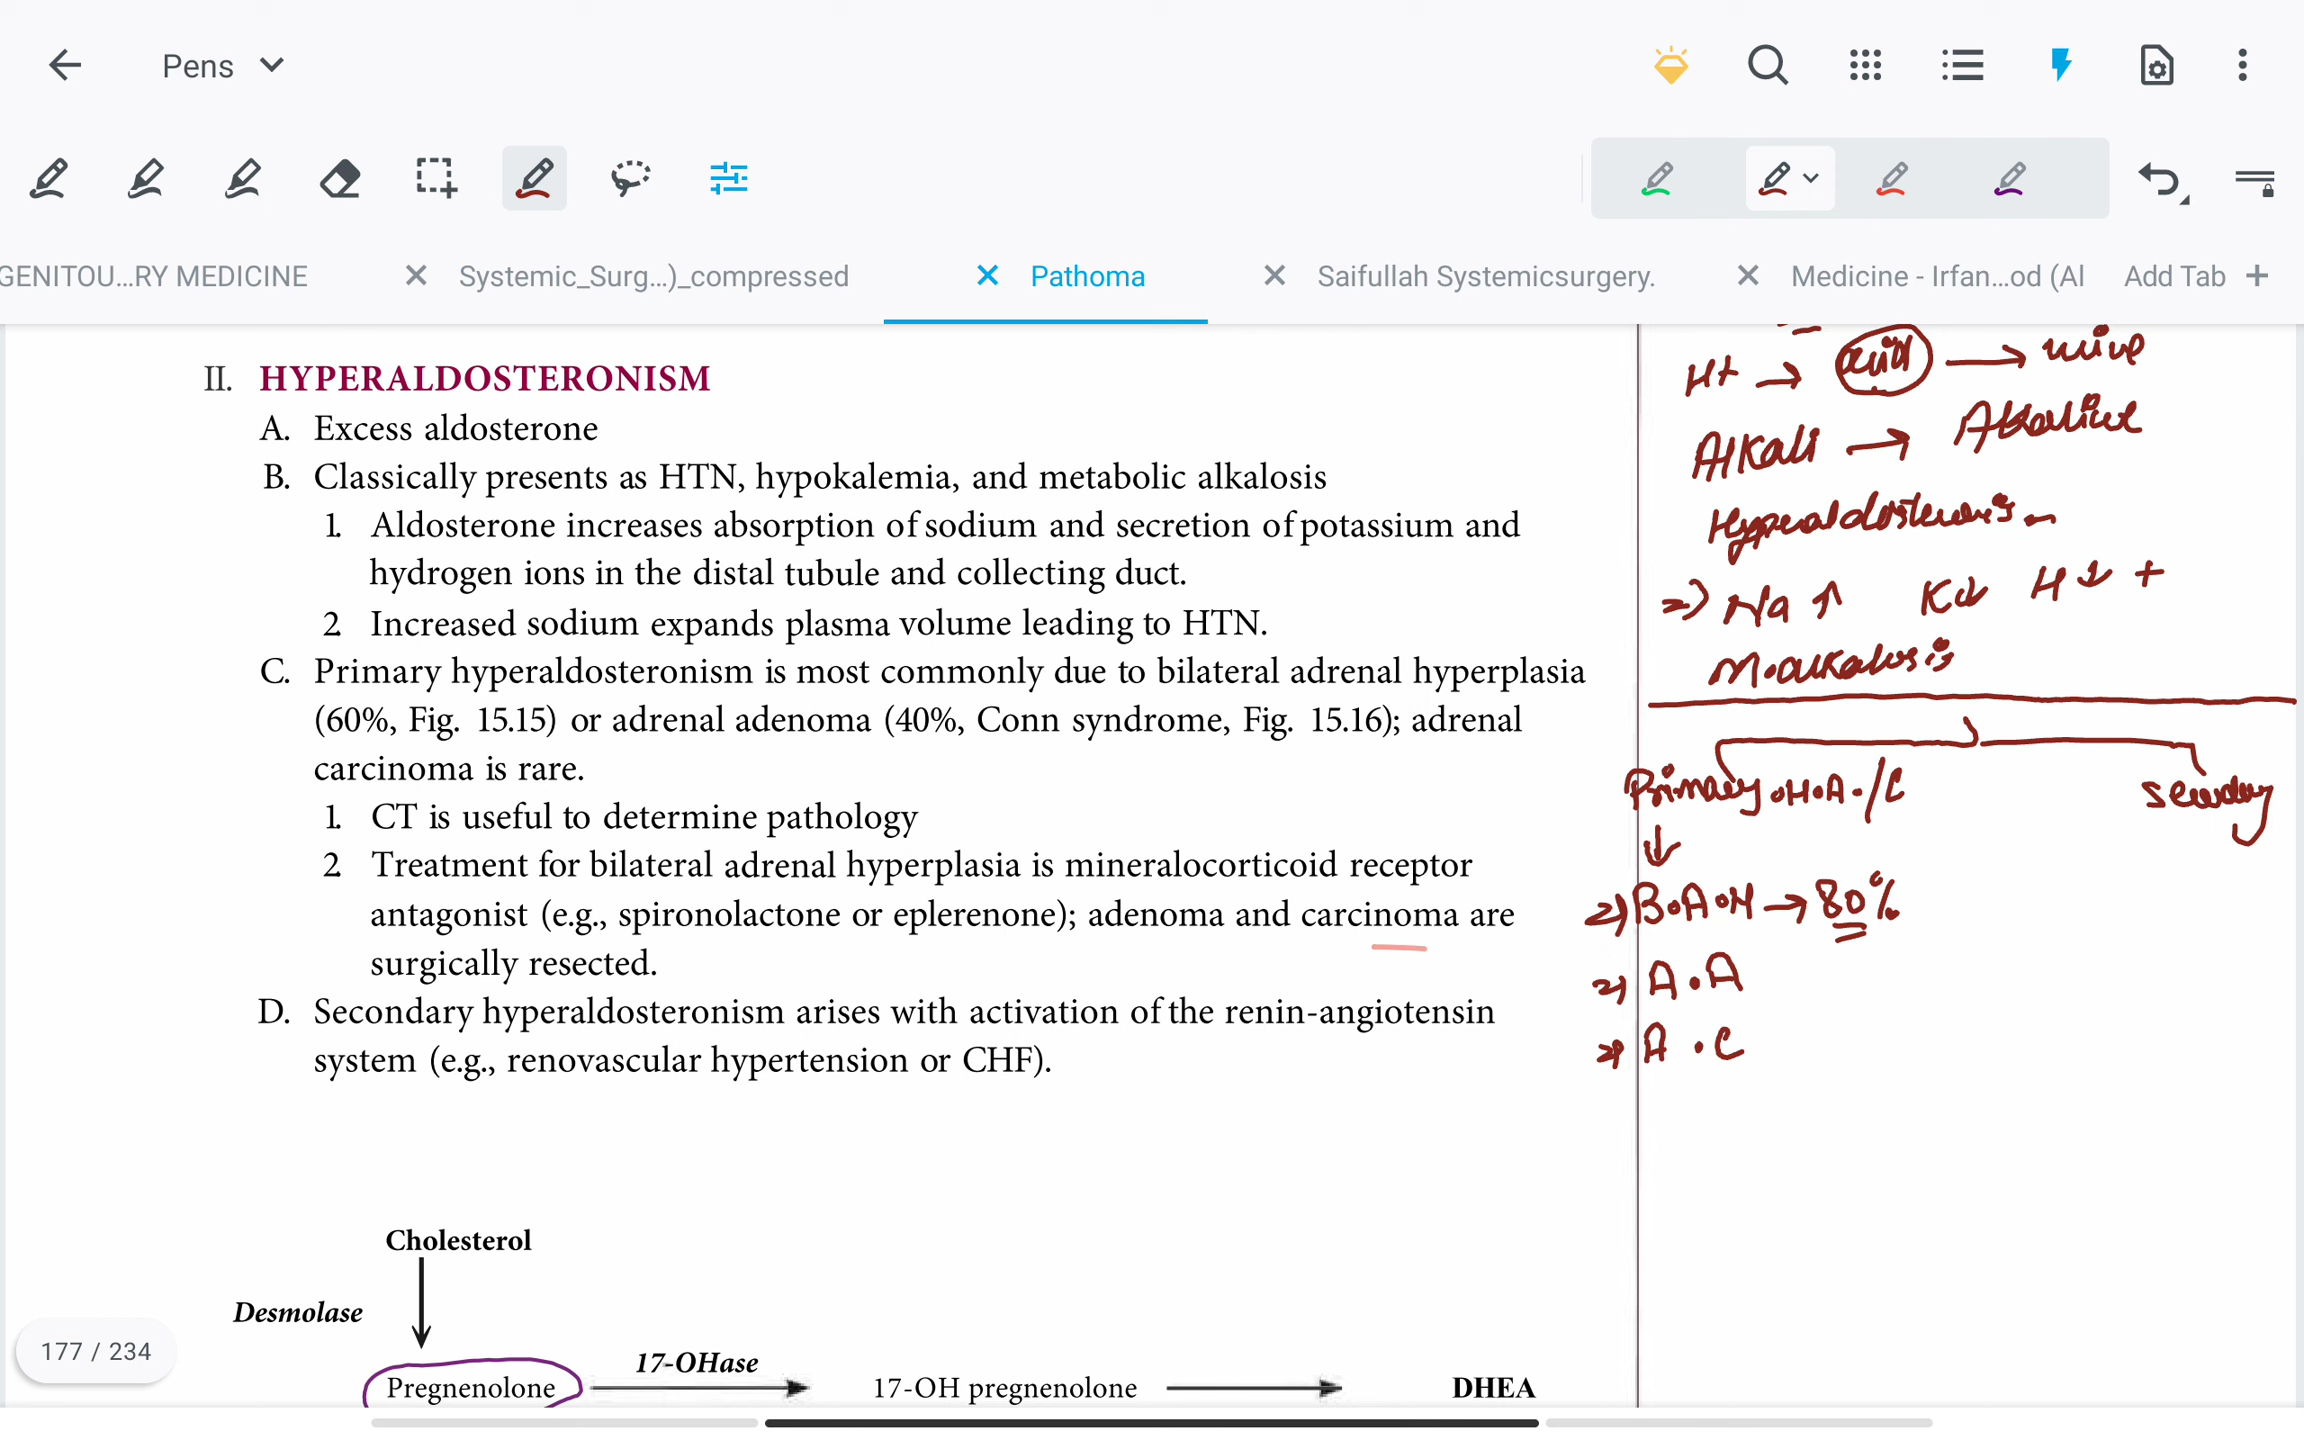 Pens
GENITOU...RY MEDICINE
Systemic_Surg...)_compressed
Pathoma
Saifullah Systemicsurgery.
Medicine - Irfan...od (Al
Add Tab +
II. HYPERALDOSTERONISM
A. Excess aldosterone
B. Classically presents as HTN, hypokalemia, and metabolic alkalosis
1. Aldosterone increases absorption of sodium and secretion of potassium and
hydrogen ions in the distal tubule and collecting duct.
2. Increased sodium expands plasma volume leading to HTN.
C. Primary hyperaldosteronism is most commonly due to bilateral adrenal hyperplasia
(60%, Fig. 15.15) or adrenal adenoma (40%, Conn syndrome, Fig. 15.16); adrenal
carcinoma is rare.
1. CT is useful to determine pathology
2. Treatment for bilateral adrenal hyperplasia is mineralocorticoid receptor
antagonist (e.g., spironolactone or eplerenone); adenoma and carcinoma are
surgically resected.
D. Secondary hyperaldosteronism arises with activation of the renin-angiotensin
system (e.g., renovascular hypertension or CHF).
Cholesterol
Desmolase
17-OHase
Pregnenolone
17-OH pregnenolone
DHEA
177 / 234
H+ → → urine
Alkali → Alkaline
=) Na ↑ K↓ H↓ +
M.alkalosis
Primary.H.A./C
B.A.H → 80%
A.A
A.C